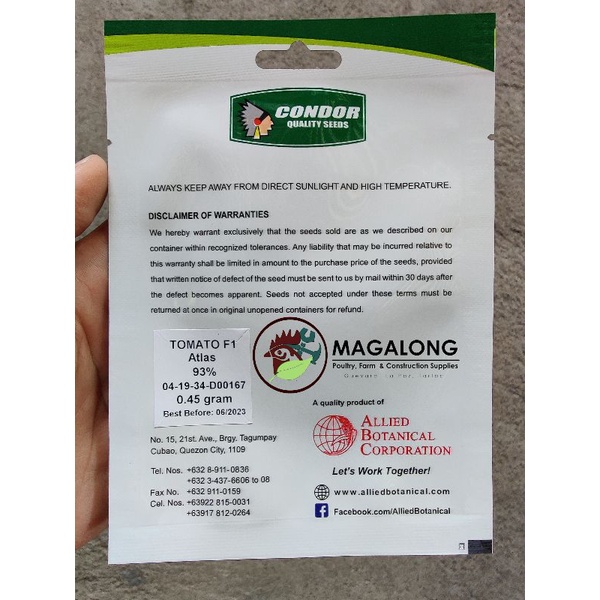 CONDOR
QUALITY SEEDS
ALWAYS KEEP AWAY FROM DIRECT SUNLIGHT AND HIGH TEMPERATURE.
DISCLAIMER OF WARRANTIES
We hereby warrant exclusively that the seeds sold are as we described on our
container within recognized tolerances. Any liability that may be incurred relative to
this warranty shall be limited in amount to the purchase price of the seeds, provided
that written notice of defect of the seed must be sent to us by mail within 30 days after
the defect becomes apparent. Seeds not accepted under these terms must be
returned at once in original unopened containers for refund.
TOMATO F1
Atlas
93%
04-19-34-D00167
0.45 gram
Best Before: 06/2023
MAGALONG
Poultry, Farm & Construction Supplies
A quality product of
ALLIED
BOTANICAL
CORPORATION
Let's Work Together!
No. 15, 21st. Ave., Brgy. Tagumpay
Cubao, Quezon City, 1109
Tel. Nos. +632 8-911-0836
+632 3-437-6606 to 08
Fax No. +632 911-0159
Cel. Nos. +63922 815-0031
+63917 812-0264
www.alliedbotanical.com
Facebook.com/AlliedBotanical